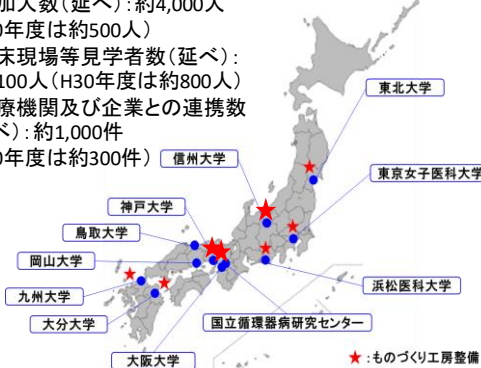 加人数(延べ):約4,000人
0年度は約500人)
末現場等見学者数(延べ):
100人(H30年度は約800人)
療機関及び企業との連携数
べ):約1,000件
0年度は約300件)
東北大学
信州大学
東京女子医科大学
神戸大学
鳥取大学
岡山大学
浜松医科大学
九州大学
国立循環器病研究センター
大分大学
大阪大学
★:ものづくり工房整備